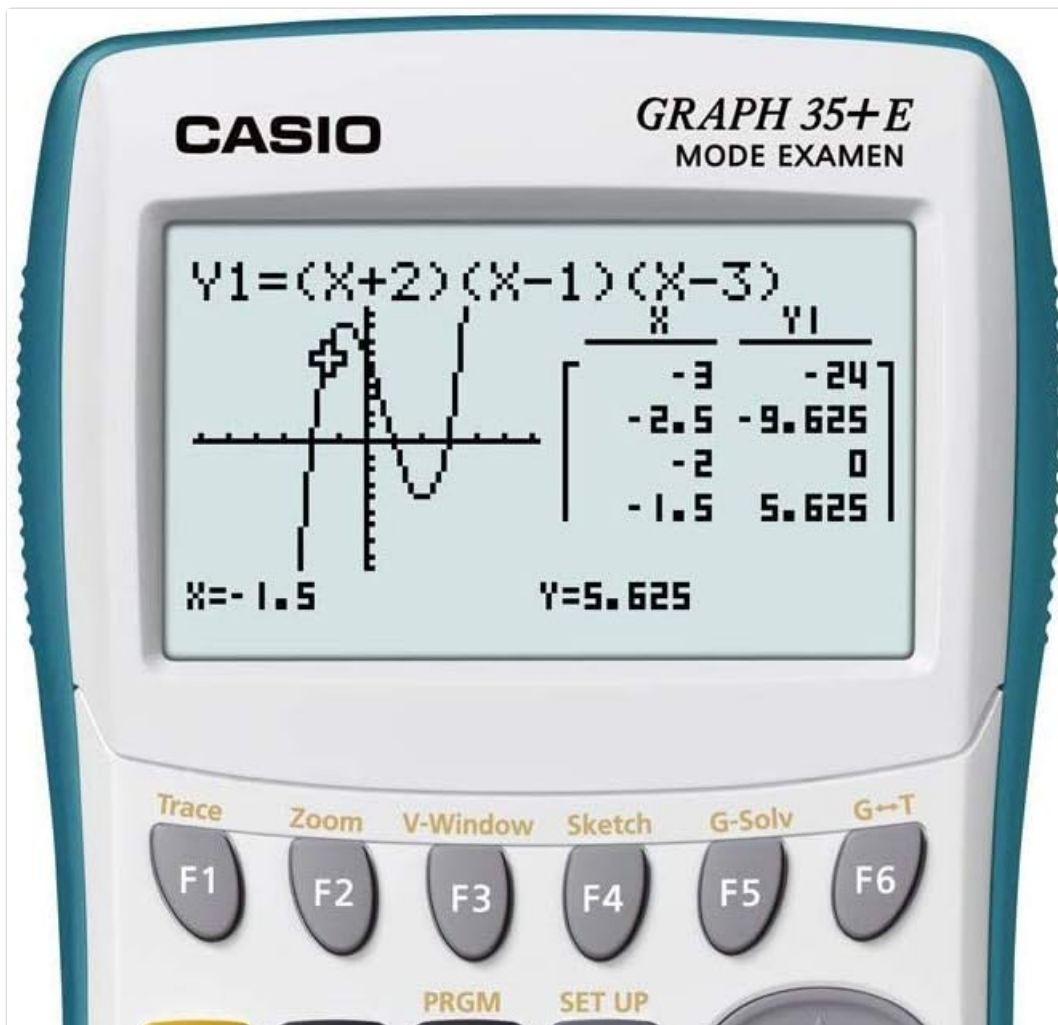 CASIO
GRAPH 35+E
MODE EXAMEN
Y1=(X+2)(X-1)(X-3)
X Y1
-3 -24
-2.5 -9.625
-2 0
-1.5 5.625
X=-1.5 Y=5.625
Trace Zoom V-Window Sketch G-Solv G↔T
F1 F2 F3 F4 F5 F6
PRGM SET UP